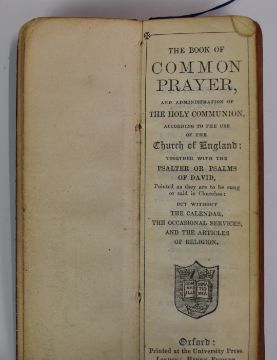 THE BOOK OF
COMMON
PRAYER,
AND ADMINISTRATION OF
THE HOLY COMMUNION,
ACCORDING TO THE USE
OF THE
Church of England:
TOGETHER WITH THE
PSALTER OR PSALMS
OF DAVID,
Pointed as they are to be sung
or said in Churches:
BUT WITHOUT
THE CALENDAR,
THE OCCASIONAL SERVICES,
AND THE ARTICLES
OF RELIGION.
Oxford:
Printed at the University Press.